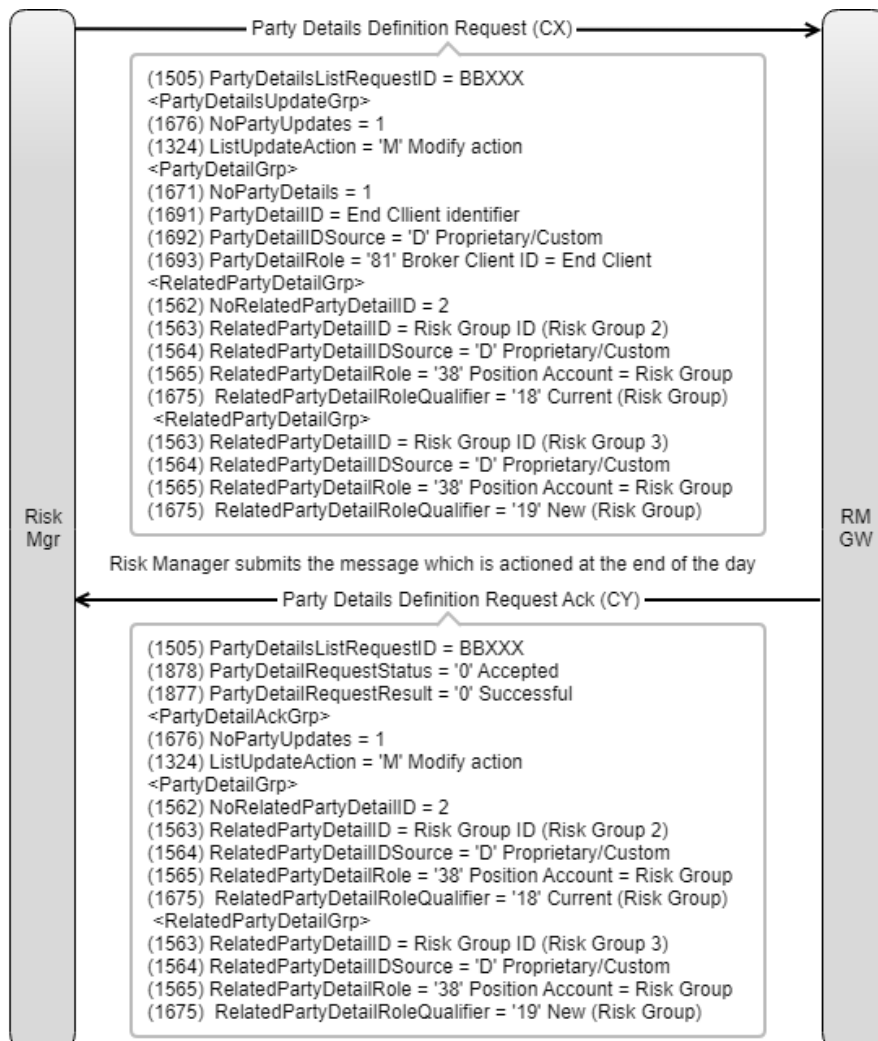 Party Details Definition Request (CX)
(1505) PartyDetailsListRequestID = BBXXX
<PartyDetailsUpdateGrp>
(1676) NoPartyUpdates = 1
(1324) ListUpdateAction = 'M' Modify action
<PartyDetailGrp>
(1671) NoPartyDetails = 1
(1691) PartyDetailID = End Cllient identifier
(1692) PartyDetailIDSource = 'D' Proprietary/Custom
(1693) PartyDetailRole = '81' Broker Client ID = End Client
<RelatedPartyDetailGrp>
(1562) NoRelatedPartyDetailID = 2
(1563) RelatedPartyDetailID = Risk Group ID (Risk Group 2)
(1564) RelatedPartyDetailIDSource = 'D' Proprietary/Custom
(1565) RelatedPartyDetailRole = '38' Position Account = Risk Group
(1675)  RelatedPartyDetailRoleQualifier = '18' Current (Risk Group)
<RelatedPartyDetailGrp>
(1563) RelatedPartyDetailID = Risk Group ID (Risk Group 3)
(1564) RelatedPartyDetailIDSource = 'D' Proprietary/Custom
(1565) RelatedPartyDetailRole = '38' Position Account = Risk Group
(1675)  RelatedPartyDetailRoleQualifier = '19' New (Risk Group)
Risk
Mgr
RM
GW
Risk Manager submits the message which is actioned at the end of the day
Party Details Definition Request Ack (CY)
(1505) PartyDetailsListRequestID = BBXXX
(1878) PartyDetailRequestStatus = '0' Accepted
(1877) PartyDetailRequestResult = '0' Successful
<PartyDetailAckGrp>
(1676) NoPartyUpdates = 1
(1324) ListUpdateAction = 'M' Modify action
<PartyDetailGrp>
(1562) NoRelatedPartyDetailID = 2
(1563) RelatedPartyDetailID = Risk Group ID (Risk Group 2)
(1564) RelatedPartyDetailIDSource = 'D' Proprietary/Custom
(1565) RelatedPartyDetailRole = '38' Position Account = Risk Group
(1675)  RelatedPartyDetailRoleQualifier = '18' Current (Risk Group)
<RelatedPartyDetailGrp>
(1563) RelatedPartyDetailID = Risk Group ID (Risk Group 3)
(1564) RelatedPartyDetailIDSource = 'D' Proprietary/Custom
(1565) RelatedPartyDetailRole = '38' Position Account = Risk Group
(1675)  RelatedPartyDetailRoleQualifier = '19' New (Risk Group)